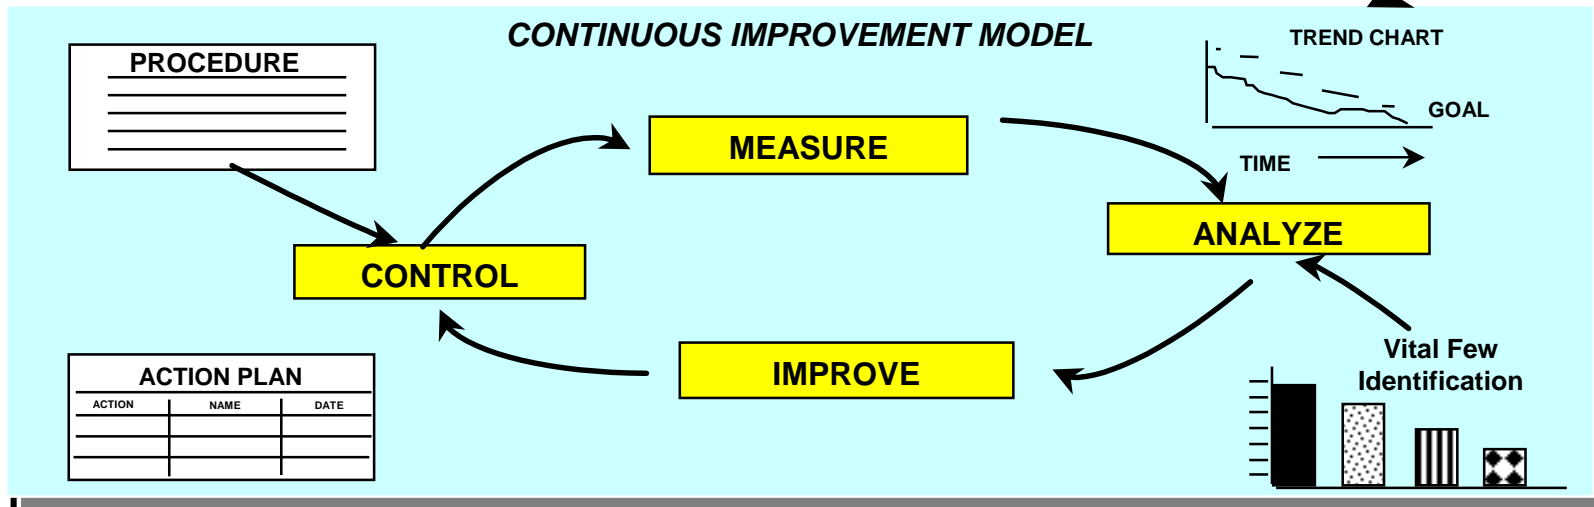 CONTINUOUS IMPROVEMENT MODEL
PROCEDURE
TREND CHART
GOAL
TIME
MEASURE
ANALYZE
CONTROL
IMPROVE
Vital Few
Identification
ACTION PLAN
ACTION NAME DATE